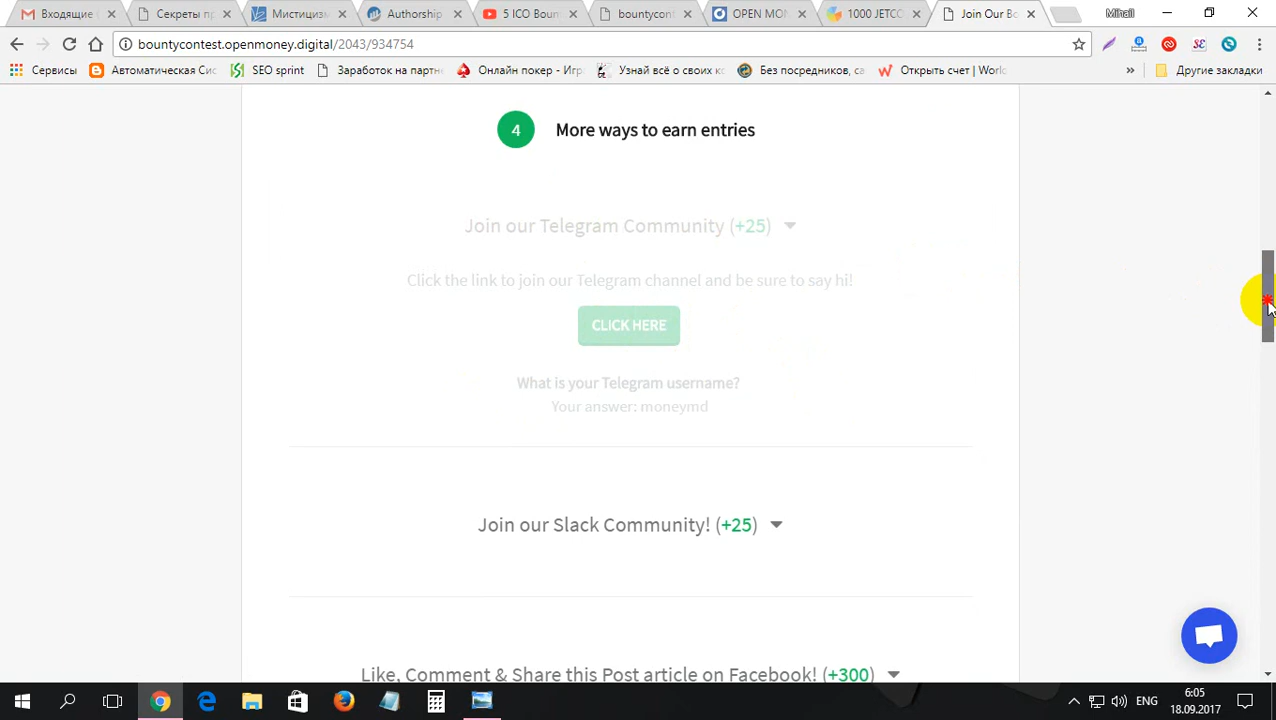 Входящие
Секреты пр
Мистициз
Authorship
5 ICO Boun
bountycont
OPEN MON
1000 JETCO
Join Our Bo
Mihail
bountycontest.openmoney.digital/2043/934754
Сервисы
Автоматическая Сис
SEO sprint
Заработок на партн
Онлайн покер - Игра
Узнай всё о своих ко
Без посредников, са
Открыть счет | World
»
Другие закладки
4
More ways to earn entries
Join our Telegram Community (+25)
Click the link to join our Telegram channel and be sure to say hi!
CLICK HERE
What is your Telegram username?
Your answer: moneymd
Join our Slack Community! (+25)
Like, Comment & Share this Post article on Facebook! (+300)
ENG
6:05
18.09.2017